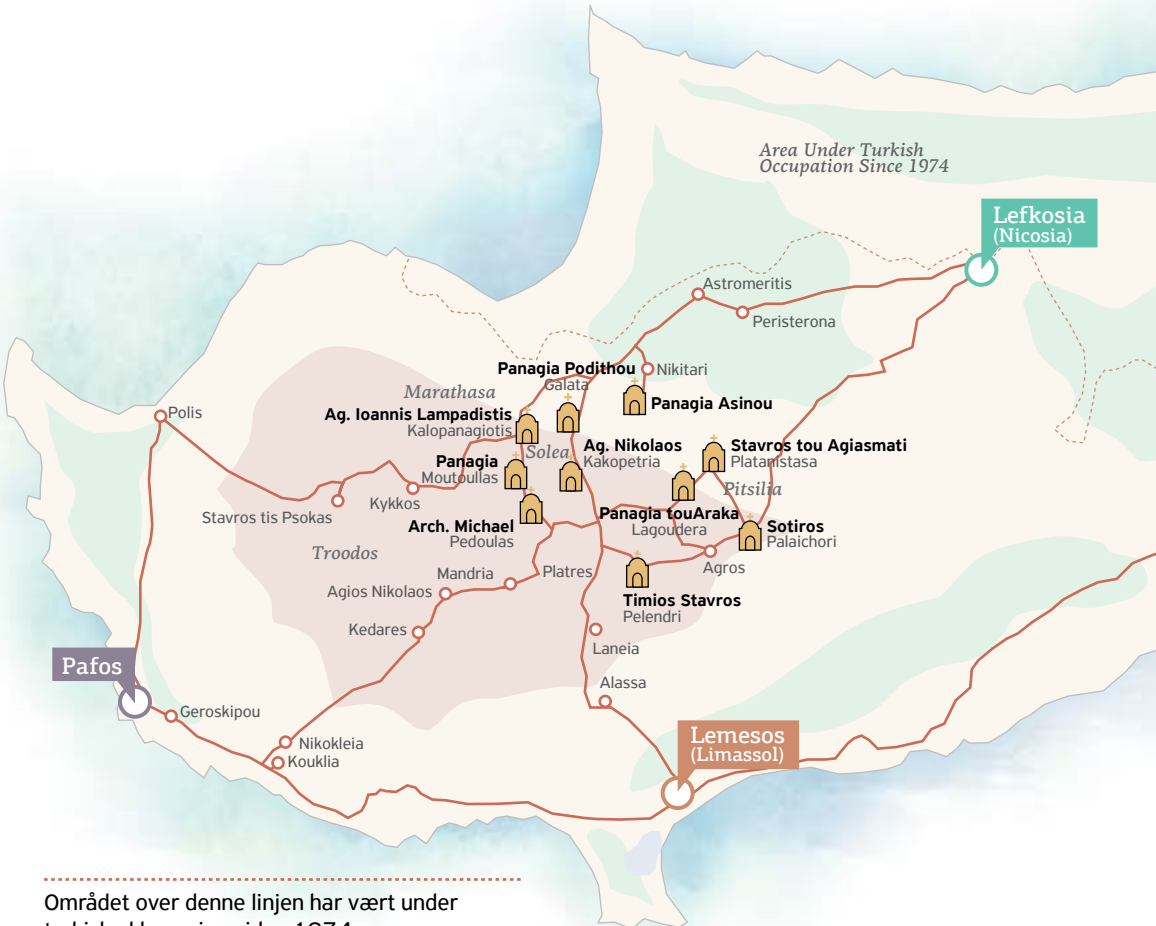 Area Under Turkish
Occupation Since 1974
Lefkosia
(Nicosia)
Astromeritis
Peristerona
Panagia Podithou
Galata
Nikitari
Marathasa
Panagia Asinou
Polis
Ag. Ioannis Lampadistis
Kalopanagiotis
Solea
Ag. Nikolaos
Kakopetria
Stavros tou Agiasmati
Platanistasa
Panagia
Moutoullas
Pitsilia
Kykkos
Stavros tis Psokas
Panagia touAraka
Lagoudera
Arch. Michael
Pedoulas
Sotiros
Palaichori
Troodos
Agros
Mandria
Platres
Agios Nikolaos
Timios Stavros
Pelendri
Kedares
Laneia
Pafos
Alassa
Geroskipou
Lemesos
(Limassol)
Nikokleia
Kouklia
Området over denne linjen har vært under